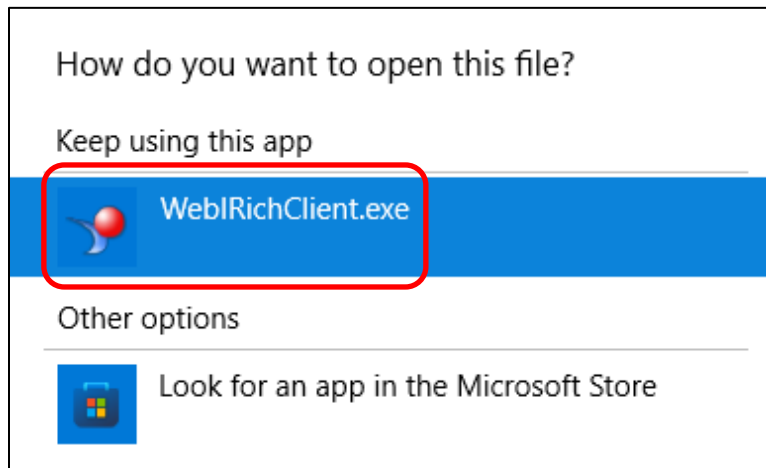 How do you want to open this file?
Keep using this app
WebIRichClient.exe
Other options
Look for an app in the Microsoft Store